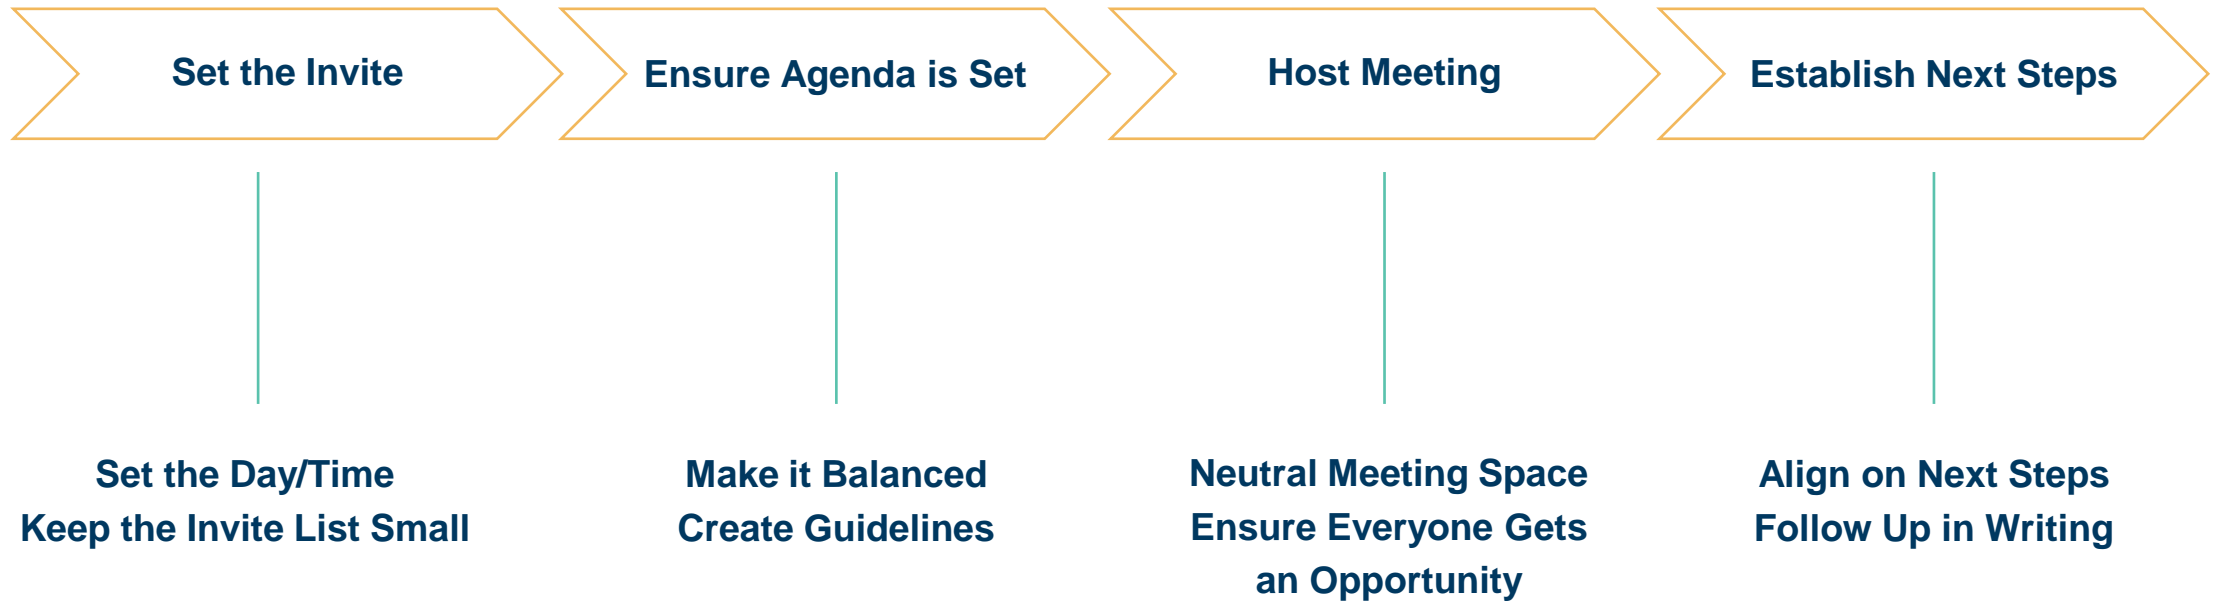 Set the Invite
Ensure Agenda is Set
Host Meeting
Establish Next Steps
Set the Day/Time
Keep the Invite List Small
Make it Balanced
Create Guidelines
Neutral Meeting Space
Ensure Everyone Gets
an Opportunity
Align on Next Steps
Follow Up in Writing